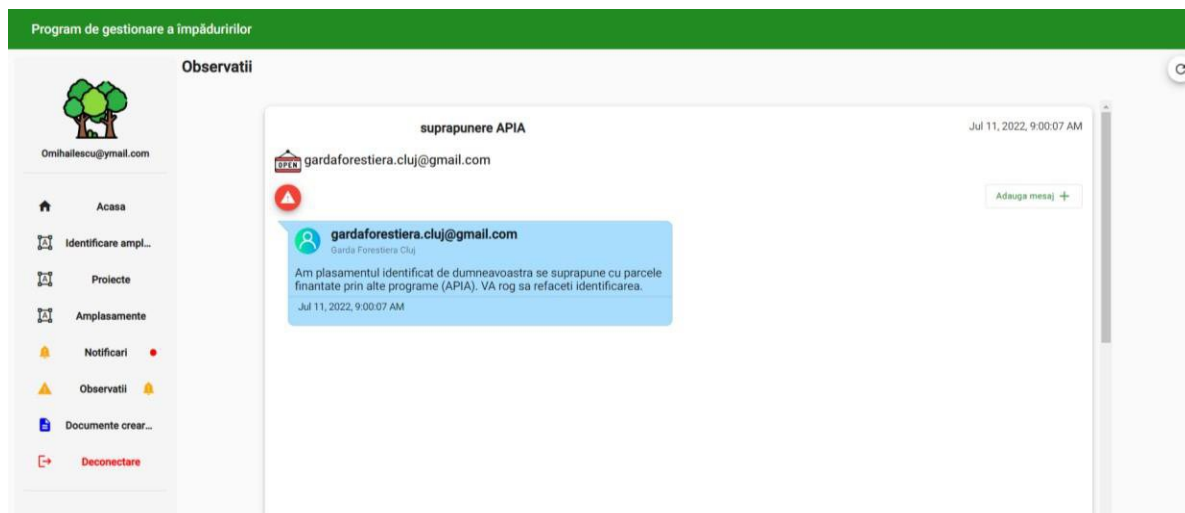 Program de gestionare a împăduririlor
Observatii
Omihailescu@ymail.com
Acasa
Identificare ampl...
Proiecte
Amplasamente
Notificari
Observatii
Documente crear...
Deconectare
suprapunere APIA
Jul 11, 2022, 9:00:07 AM
OPEN
gardaforestiera.cluj@gmail.com
Adauga mesaj +
gardaforestiera.cluj@gmail.com
Garda Forestiera Cluj
Am plasamentul identificat de dumneavoastra se suprapune cu parcele
finantate prin alte programe (APIA). VA rog sa refaceti identificarea.
Jul 11, 2022, 9:00:07 AM